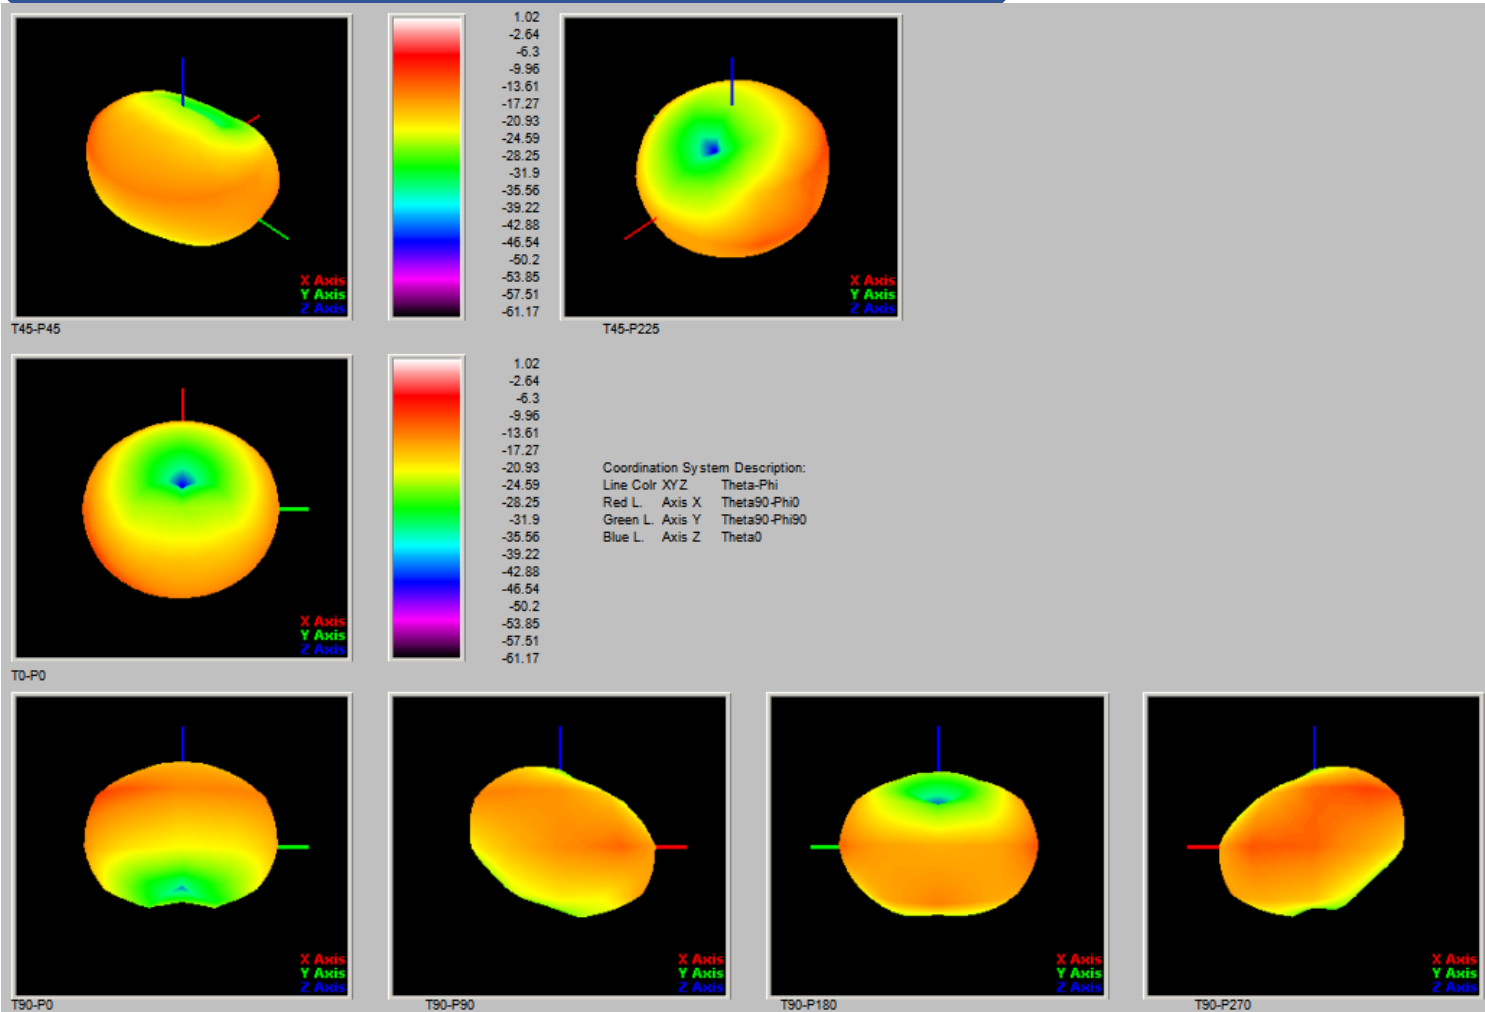 1.02
-2.64
-6.3
-9.96
-13.61
-17.27
-20.93
-24.59
-28.25
-31.9
-35.56
-39.22
-42.88
-46.54
-50.2
-53.85
-57.51
-61.17
X Axis
Y Axis
Z Axis
X Axis
Y Axis
Z Axis
T45-P45
T45-P225
1.02
-2.64
-6.3
-9.96
-13.61
-17.27
-20.93
-24.59
-28.25
-31.9
-35.56
-39.22
-42.88
-46.54
-50.2
-53.85
-57.51
-61.17
Coordination System Description:
Line Colr XYZ Theta-Phi
Red L. Axis X Theta90-Phi0
Green L. Axis Y Theta90-Phi90
Blue L. Axis Z Theta0
X Axis
Y Axis
Z Axis
T0-P0
X Axis
Y Axis
Z Axis
X Axis
Y Axis
Z Axis
X Axis
Y Axis
Z Axis
X Axis
Y Axis
Z Axis
T90-P0
T90-P90
T90-P180
T90-P270